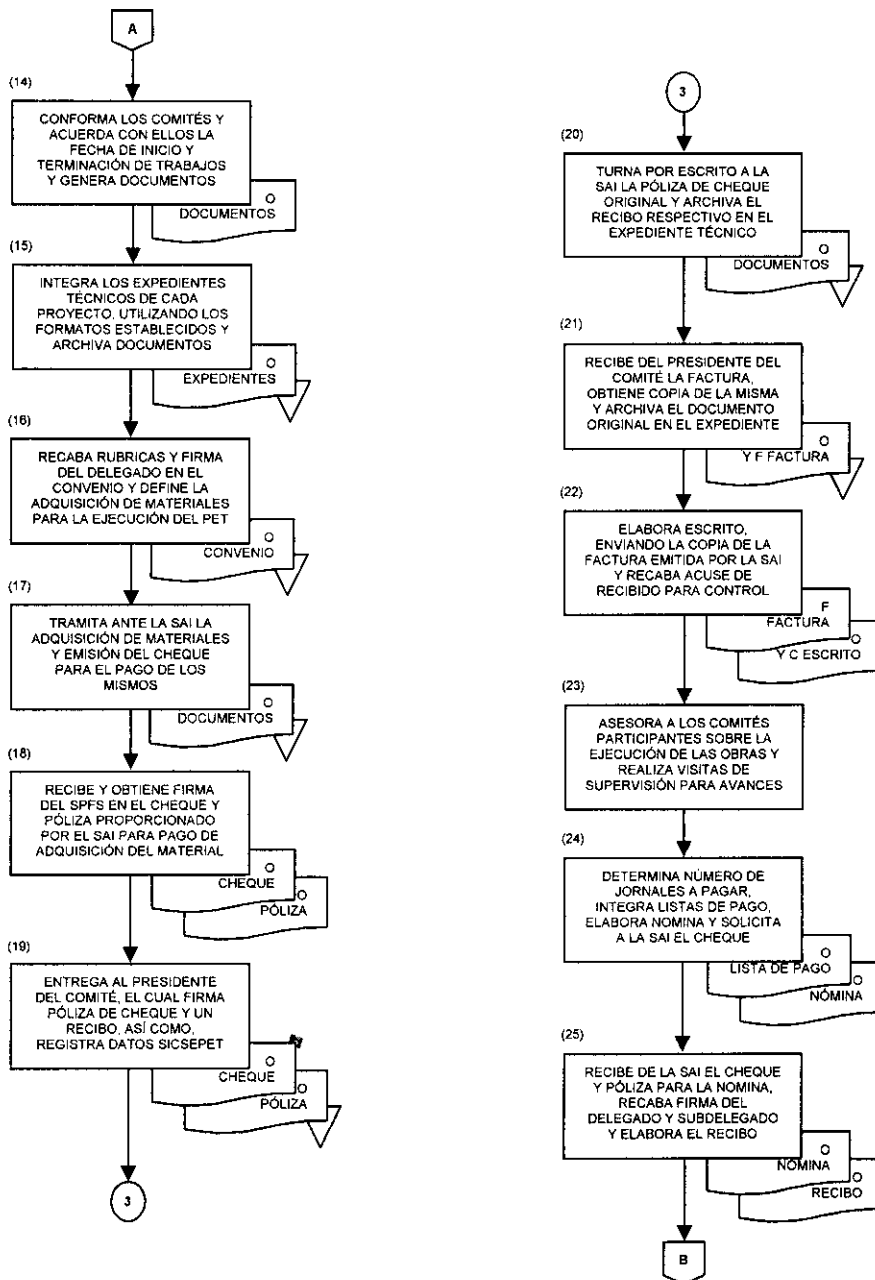 A
(14)
CONFORMA LOS COMITÉS Y
ACUERDA CON ELLOS LA
FECHA DE INICIO Y
TERMINACIÓN DE TRABAJOS
Y GENERA DOCUMENTOS
O
DOCUMENTOS
(15)
INTEGRA LOS EXPEDIENTES
TÉCNICOS DE CADA
PROYECTO, UTILIZANDO LOS
FORMATOS ESTABLECIDOS Y
ARCHIVA DOCUMENTOS
O
EXPEDIENTES
(16)
RECABA RUBRICAS Y FIRMA
DEL DELEGADO EN EL
CONVENIO Y DEFINE LA
ADQUISICIÓN DE MATERIALES
PARA LA EJECUCIÓN DEL PET
O
CONVENIO
(17)
TRAMITA ANTE LA SAI LA
ADQUISICIÓN DE MATERIALES
Y EMISIÓN DEL CHEQUE
PARA EL PAGO DE LOS
MISMOS
O
DOCUMENTOS
(18)
RECIBE Y OBTIENE FIRMA
DEL SPFS EN EL CHEQUE Y
PÓLIZA PROPORCIONADO
POR EL SAI PARA PAGO DE
ADQUISICIÓN DEL MATERIAL
O
CHEQUE
O
PÓLIZA
(19)
ENTREGA AL PRESIDENTE
DEL COMITÉ, EL CUAL FIRMA
PÓLIZA DE CHEQUE Y UN
RECIBO, ASÍ COMO,
REGISTRA DATOS SICSEPET
O
CHEQUE
O
PÓLIZA
3
3
(20)
TURNA POR ESCRITO A LA
SAI LA PÓLIZA DE CHEQUE
ORIGINAL Y ARCHIVA EL
RECIBO RESPECTIVO EN EL
EXPEDIENTE TÉCNICO
O
DOCUMENTOS
(21)
RECIBE DEL PRESIDENTE DEL
COMITÉ LA FACTURA,
OBTIENE COPIA DE LA MISMA
Y ARCHIVA EL DOCUMENTO
ORIGINAL EN EL EXPEDIENTE
O
Y F FACTURA
(22)
ELABORA ESCRITO,
ENVIANDO LA COPIA DE LA
FACTURA EMITIDA POR LA SAI
Y RECABA ACUSE DE
RECIBIDO PARA CONTROL
F
FACTURA
O
Y C ESCRITO
(23)
ASESORA A LOS COMITÉS
PARTICIPANTES SOBRE LA
EJECUCIÓN DE LAS OBRAS Y
REALIZA VISITAS DE
SUPERVISIÓN PARA AVANCES
(24)
DETERMINA NÚMERO DE
JORNALES A PAGAR,
INTEGRA LISTAS DE PAGO,
ELABORA NOMINA Y SOLICITA
A LA SAI EL CHEQUE
O
LISTA DE PAGO
O
NÓMINA
(25)
RECIBE DE LA SAI EL CHEQUE
Y PÓLIZA PARA LA NOMINA,
RECABA FIRMA DEL
DELEGADO Y SUBDELEGADO
Y ELABORA EL RECIBO
O
NOMINA
O
RECIBO
B